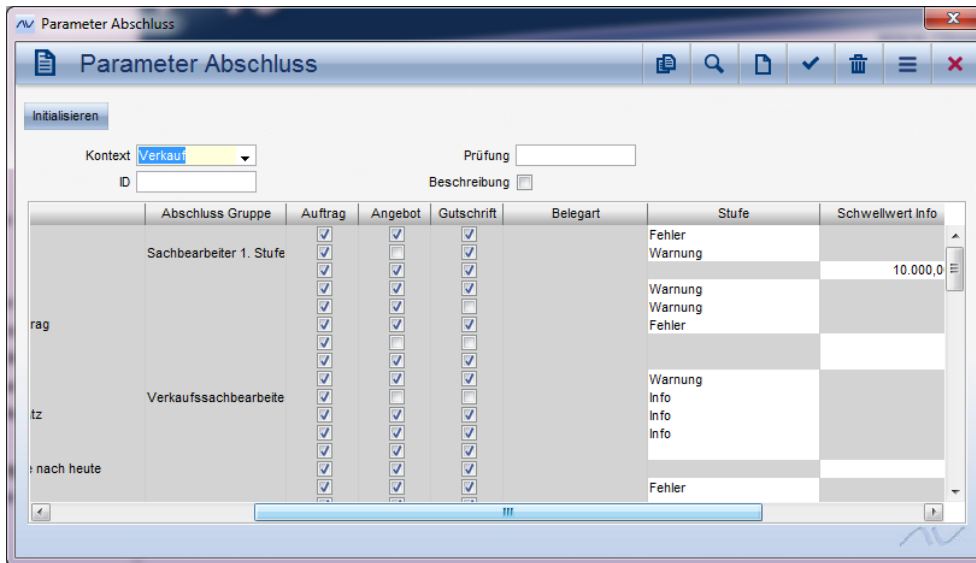 Parameter Abschluss
Parameter Abschluss
Initialisieren
Kontext Verkauf Prüfung
ID Beschreibung
Abschluss Gruppe Auftrag Angebot Gutschrift Belegart Stufe Schwellwert Info
Fehler
Sachbearbeiter 1. Stufe Warnung
10.000,0
Warnung
Warnung
rag Fehler
Warnung
Verkaufssachbearbeite Info
tz Info
Info
nach heute
Fehler